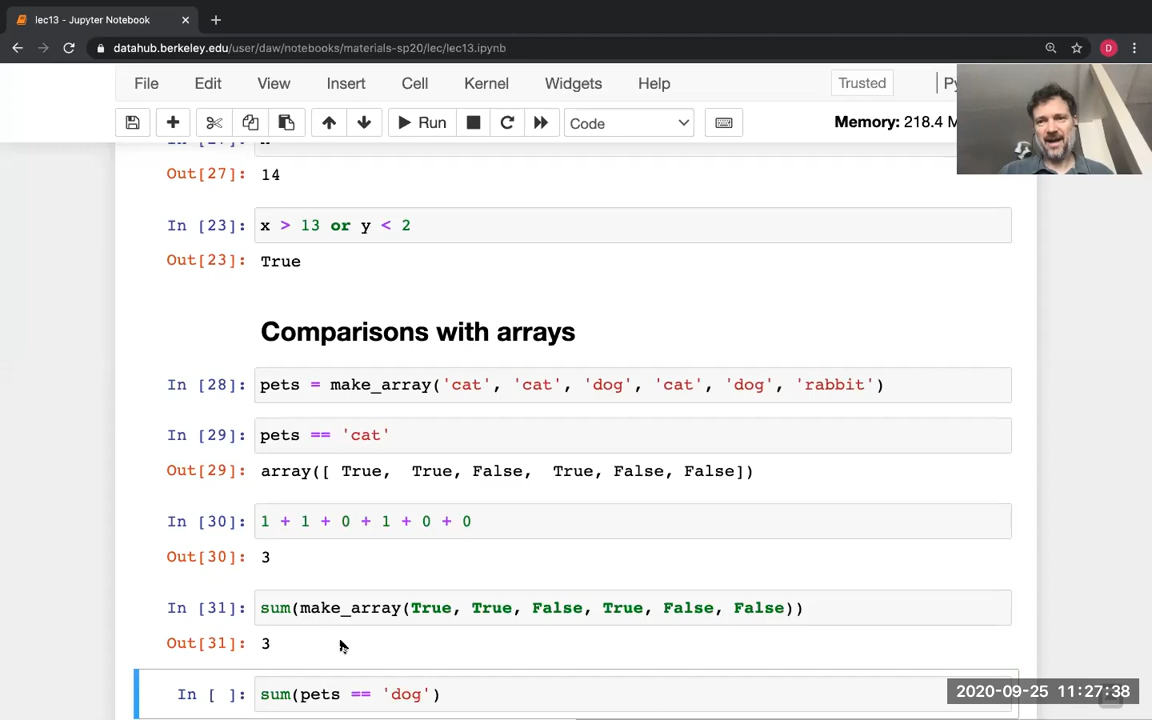 lec13 - Jupyter Notebook
datahub.berkeley.edu/user/daw/notebooks/materials-sp20/lec/lec13.ipynb
D
File Edit View Insert Cell Kernel Widgets Help Trusted Py
Run Code Memory: 218.4 M
Out[27]: 14
In [23]: x > 13 or y < 2
Out[23]: True
Comparisons with arrays
In [28]: pets = make_array('cat', 'cat', 'dog', 'cat', 'dog', 'rabbit')
In [29]: pets == 'cat'
Out[29]: array([ True,  True, False,  True, False, False])
In [30]: 1 + 1 + 0 + 1 + 0 + 0
Out[30]: 3
In [31]: sum(make_array(True, True, False, True, False, False))
Out[31]: 3
In [ ]: sum(pets == 'dog')
2020-09-25 11:27:38